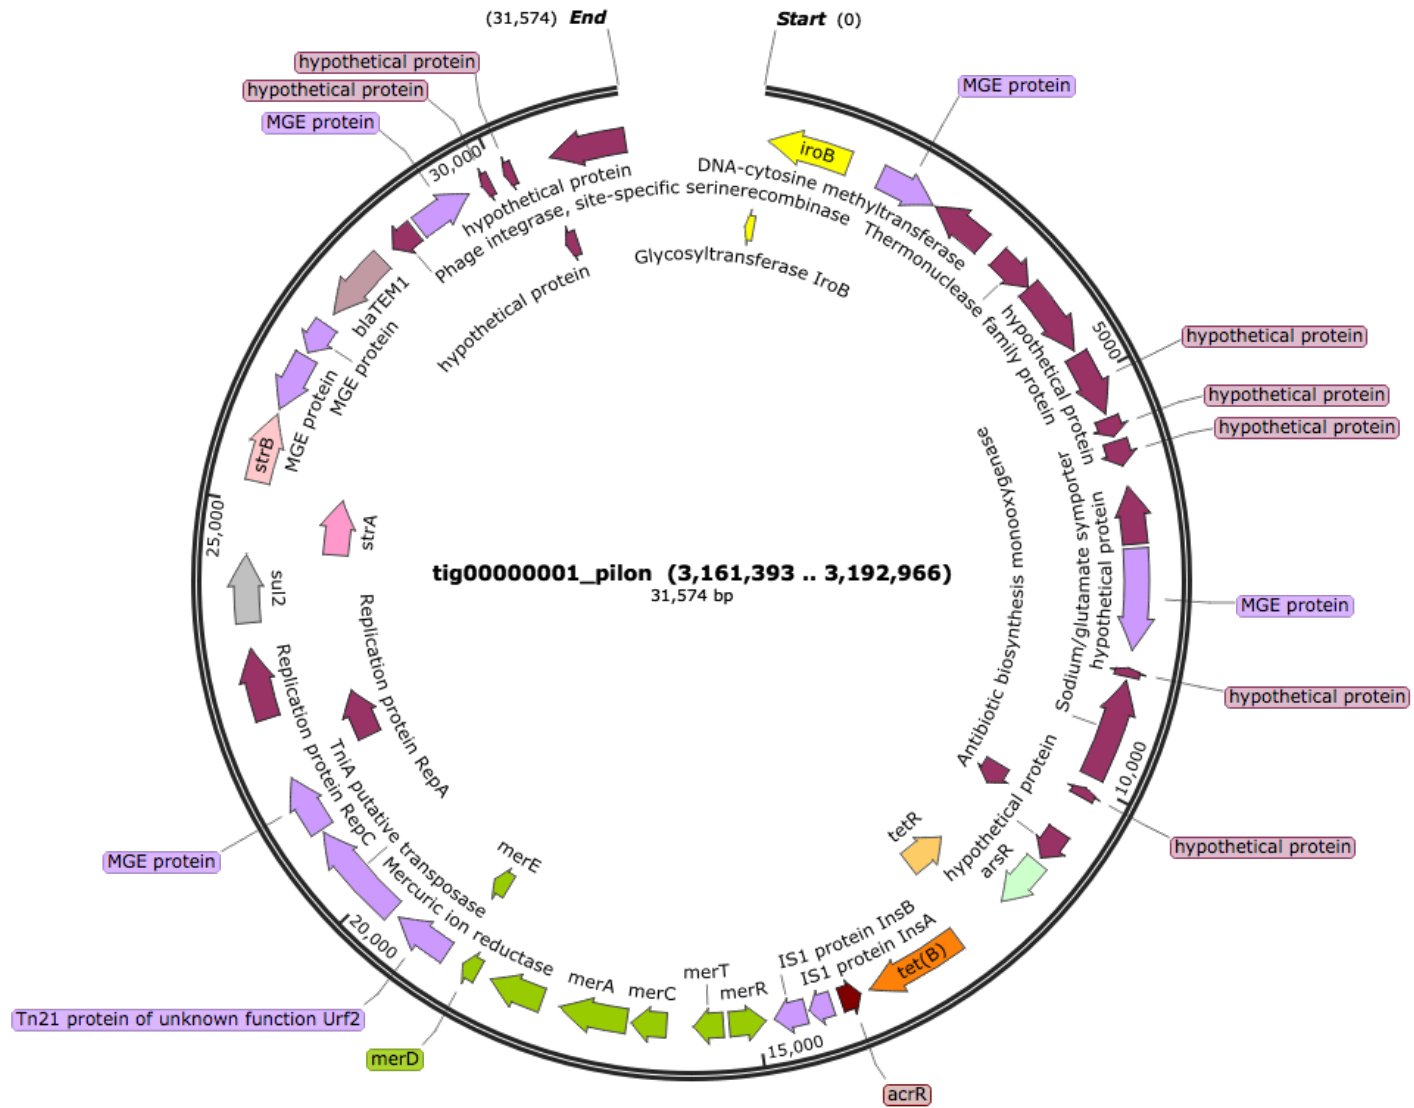 (31,574) End
Start (0)
hypothetical protein
hypothetical protein
MGE protein
30,000
MGE protein
iroB
DNA-cytosine methyltransferase
hypothetical protein
Phage integrase, site-specific serinerecombinase
Thermonuclease family protein
Glycosyltransferase IroB
hypothetical protein
blaTEM1
MGE protein
MGE protein
strB
hypothetical protein
5000
hypothetical protein
hypothetical protein
hypothetical protein
Antibiotic biosynthesis monooxygenase
Sodium/glutamate symporter
hypothetical protein
25,000
strA
sul2
tig00000001_pilon (3,161,393 .. 3,192,966)
31,574 bp
MGE protein
Replication protein RepA
Replication protein RepC
hypothetical protein
hypothetical protein
10,000
hypothetical protein
TniA putative transposase
MGE protein
Mercuric ion reductase
merE
tetR
arsR
20,000
Tn21 protein of unknown function Urf2
merD
merA
merC
merT
merR
IS1 protein InsB
IS1 protein InsA
tet(B)
15,000
acrR